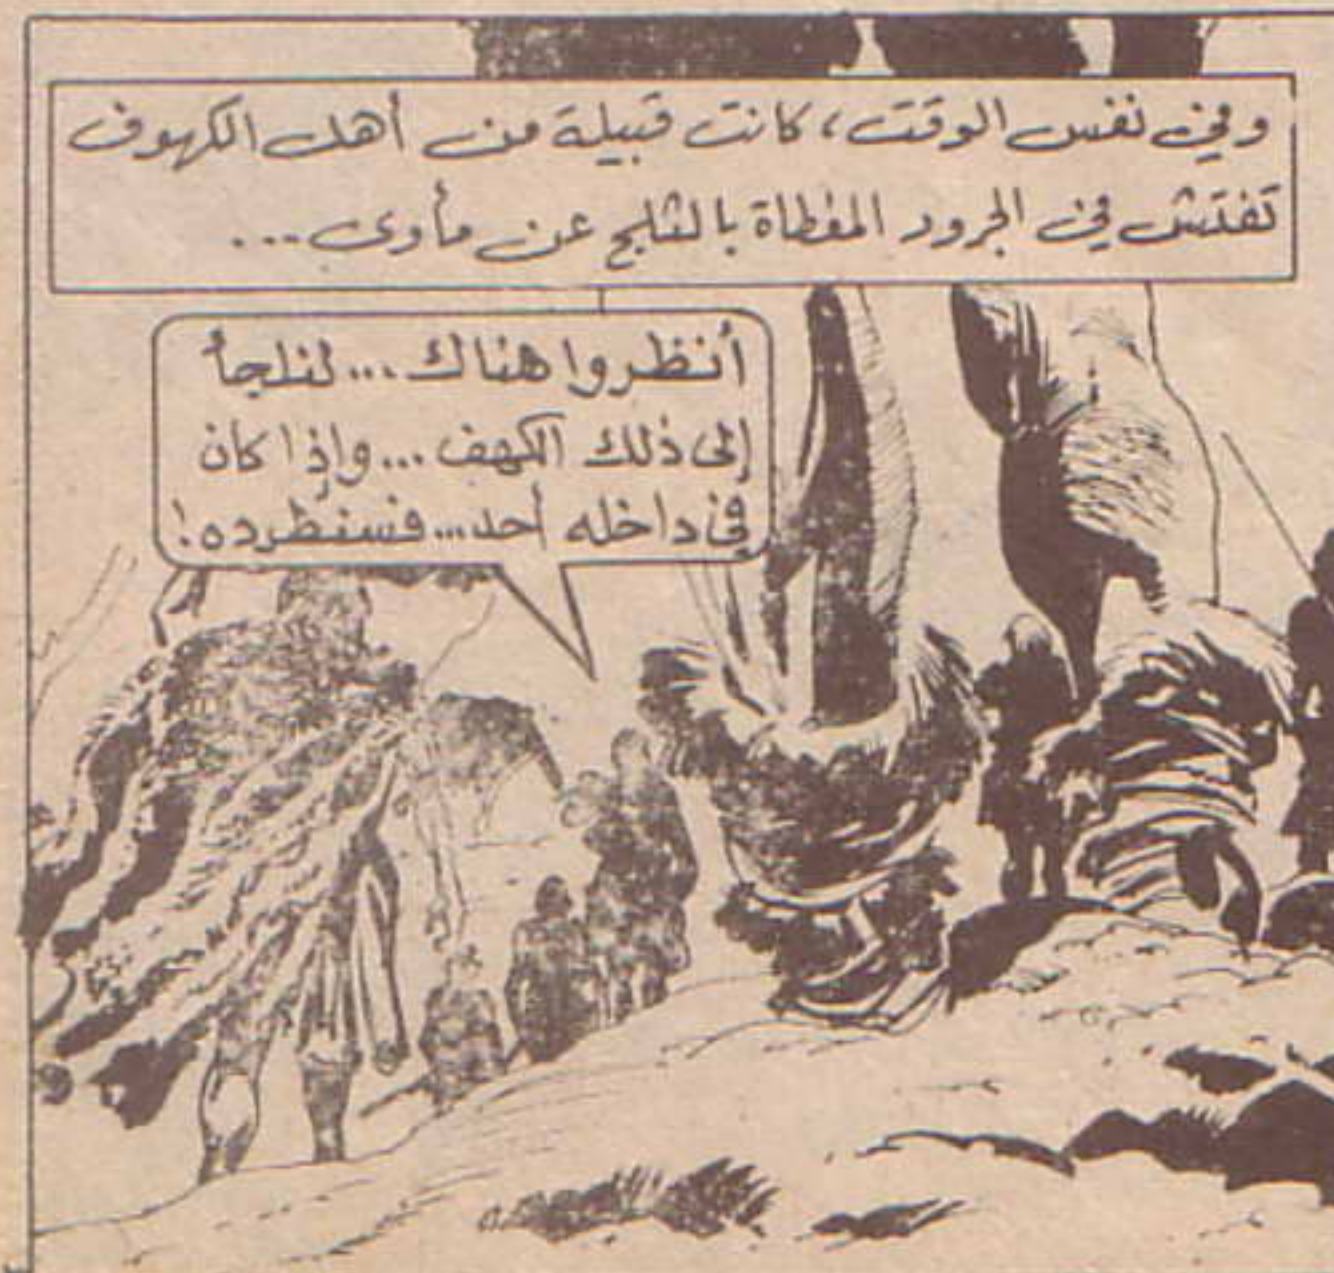 وفي نفس الوقت، كانت قبيلة من أهل الكهوف
تفتش في الجرود المغطاة بالثلج عن مأوى...
أنظروا هناك... لنلجأ
إلى ذلك الكهف... وإذا كان
في داخله أحد... فسنطرده!